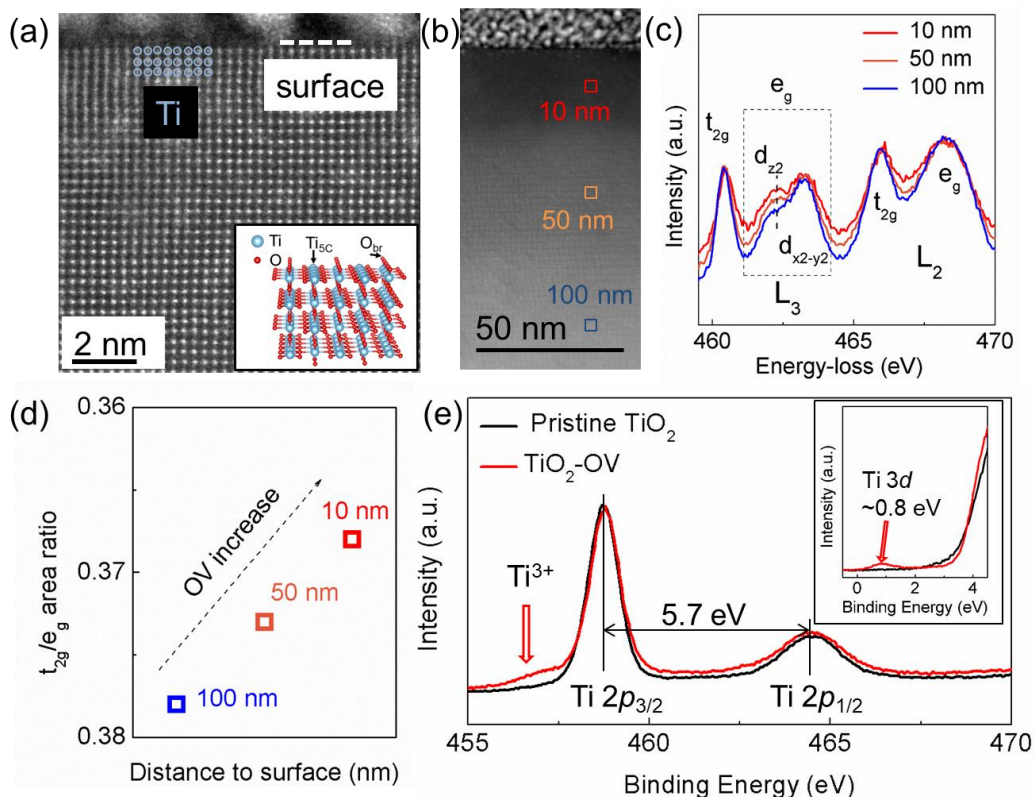 (a)
Ti
surface
2 nm
Ti
O
Ti5C
Obr
(b)
10 nm
50 nm
100 nm
50 nm
(c)
10 nm
50 nm
100 nm
t2g
eg
dz2
dx2-y2
L3
t2g
eg
L2
Intensity (a.u.)
460 465 470
Energy-loss (eV)
(d)
0.36
0.37
0.38
t2g/eg area ratio
OV increase
10 nm
50 nm
100 nm
Distance to surface (nm)
(e)
Pristine TiO2
TiO2-OV
Ti3+
5.7 eV
Ti 2p3/2
Ti 2p1/2
Intensity (a.u.)
455 460 465 470
Binding Energy (eV)
Ti 3d
~0.8 eV
Intensity (a.u.)
0 2 4
Binding Energy (eV)